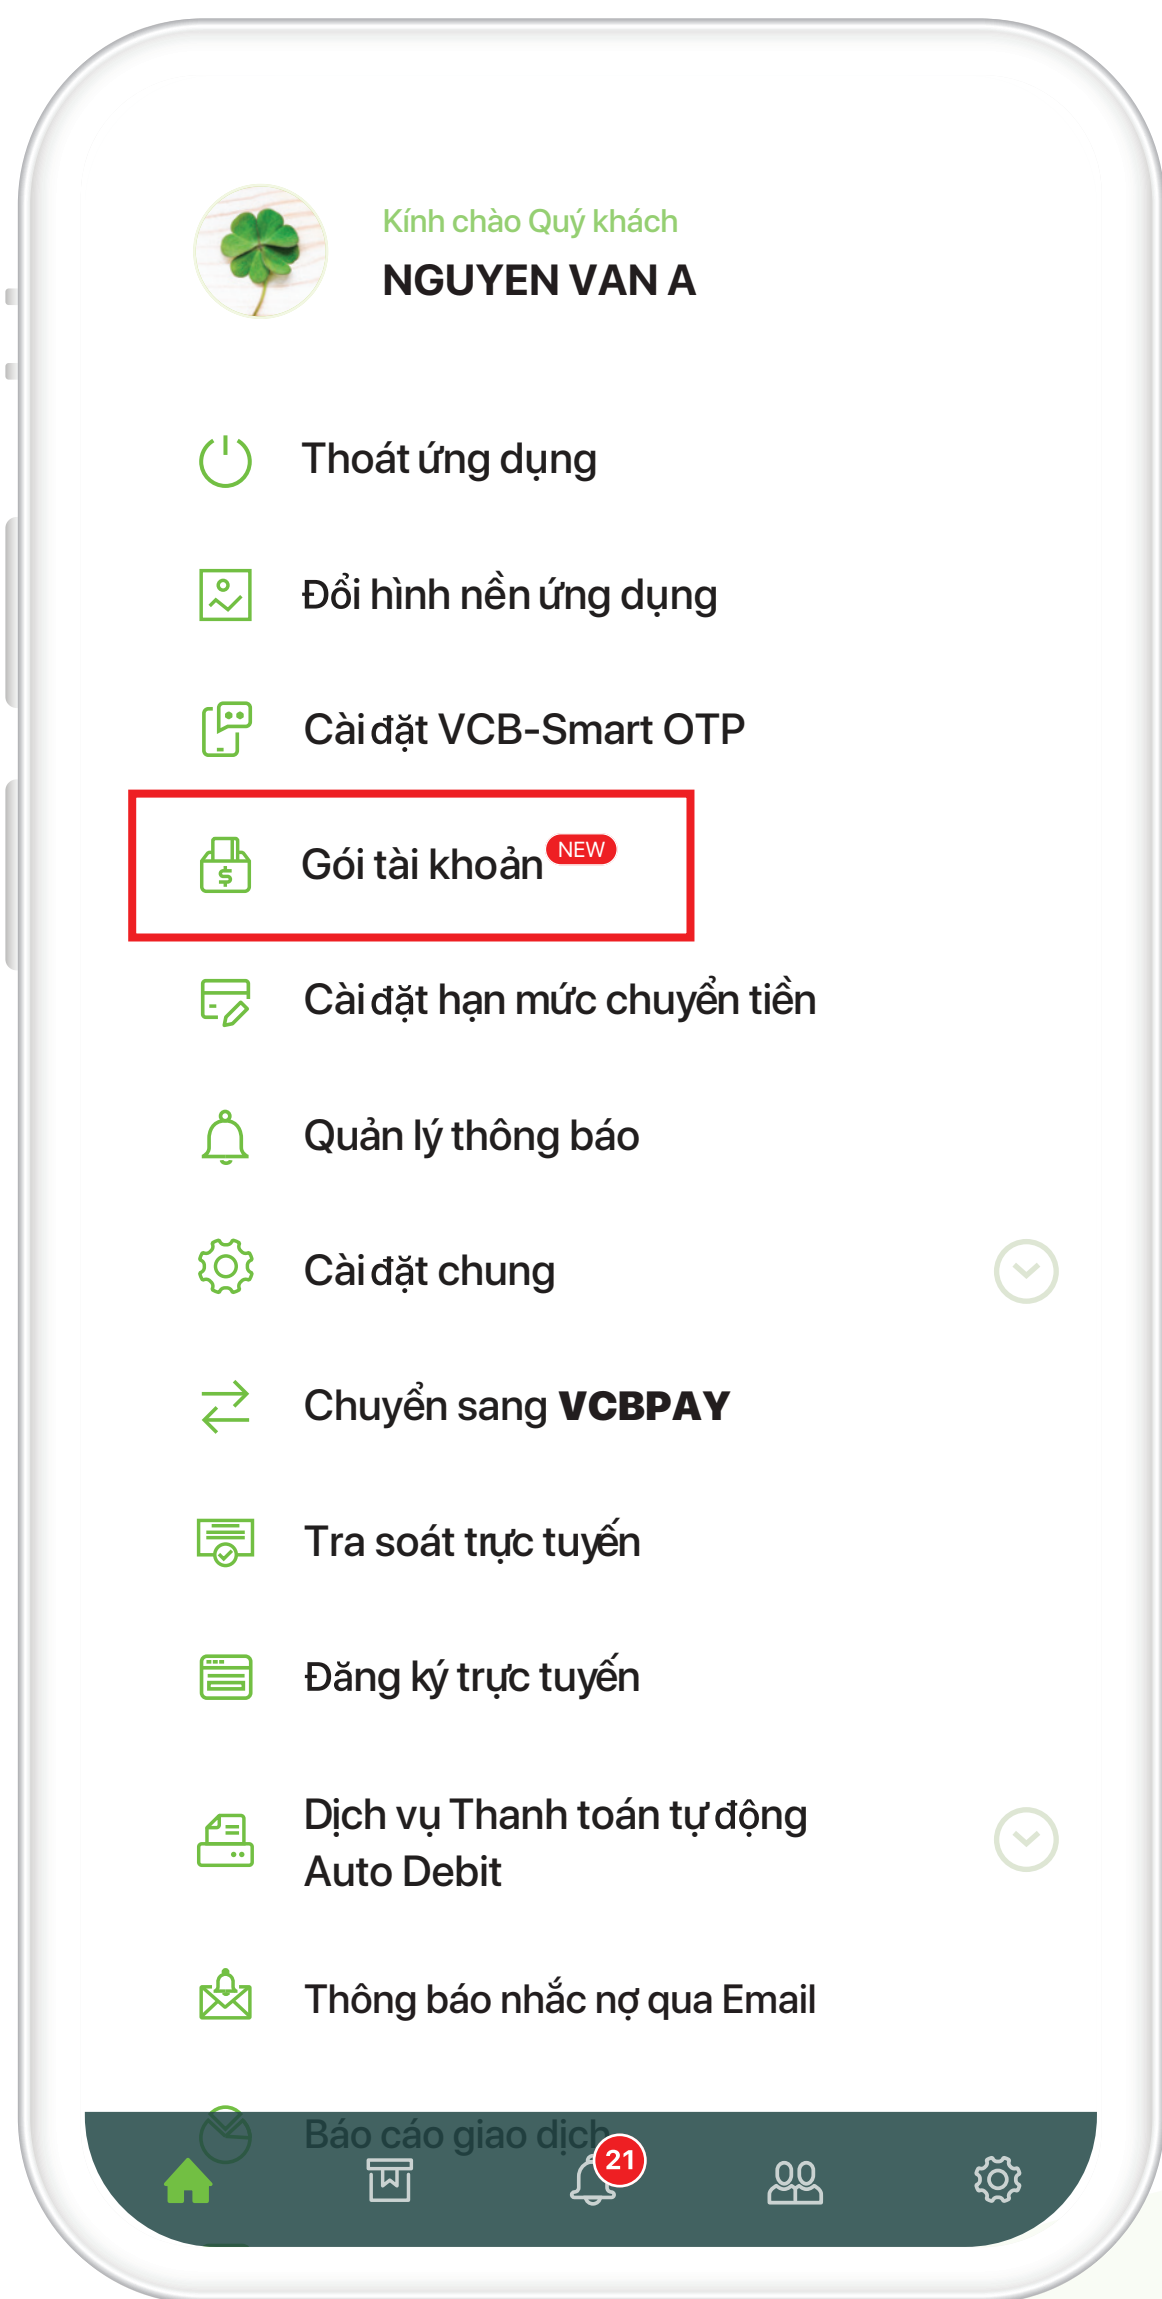 Kính chào Quý khách
NGUYEN VAN A
Thoát ứng dụng
Đổi hình nền ứng dụng
Cài đặt VCB-Smart OTP
Gói tài khoản NEW
Cài đặt hạn mức chuyển tiền
Quản lý thông báo
Cài đặt chung
Chuyển sang VCBPAY
Tra soát trực tuyến
Đăng ký trực tuyến
Dịch vụ Thanh toán tự động
Auto Debit
Thông báo nhắc nợ qua Email
Báo cáo giao dịch
21